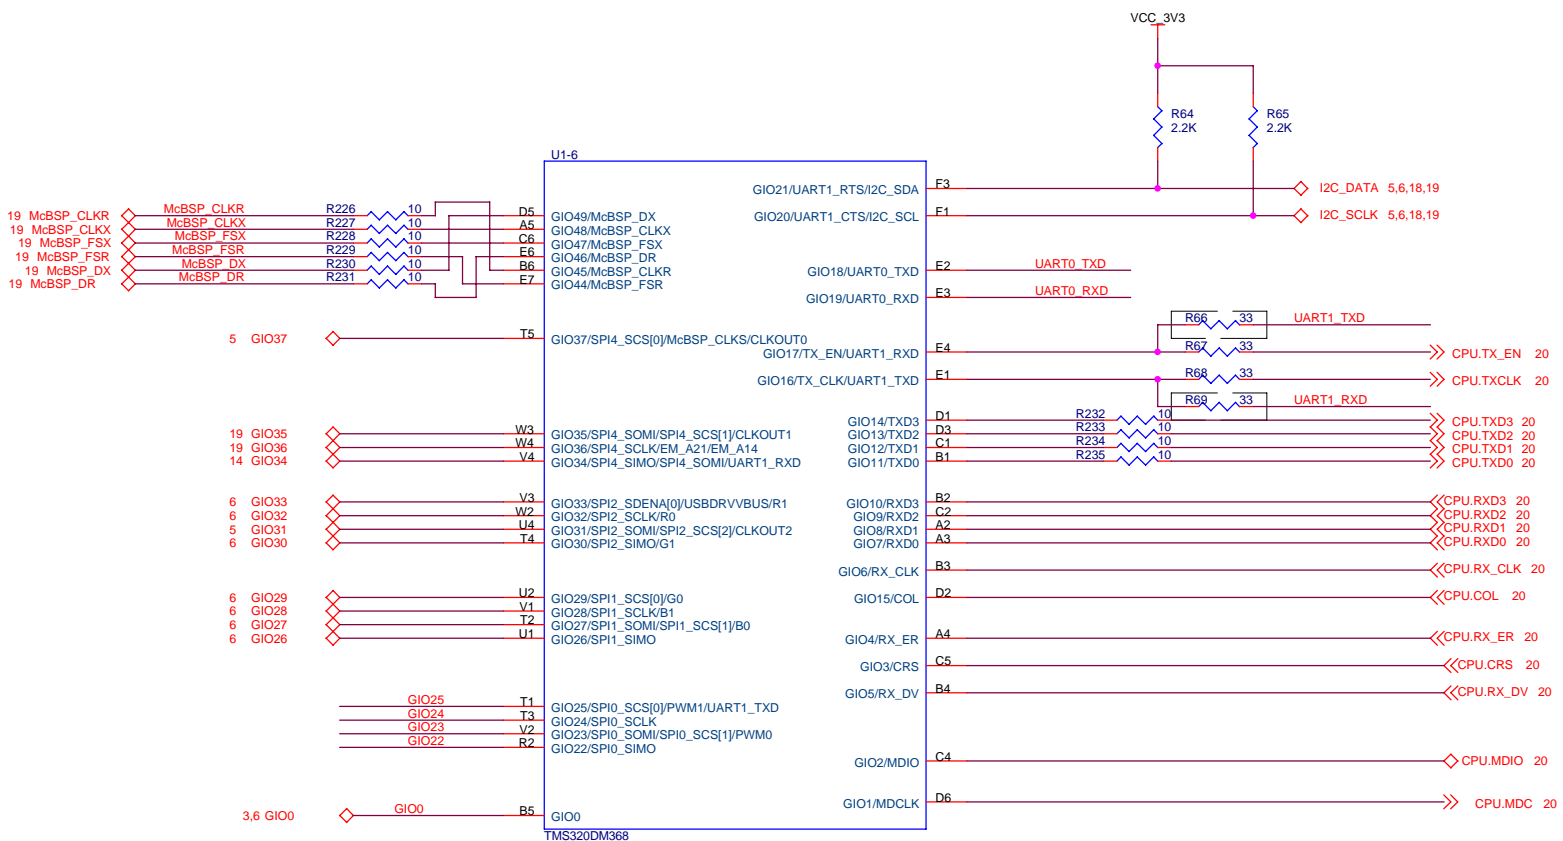 VCC_3V3
R64
2.2K
R65
2.2K
U1-6
GIO21/UART1_RTS/I2C_SDA F3 I2C_DATA 5,6,18,19
GIO20/UART1_CTS/I2C_SCL F1 I2C_SCLK 5,6,18,19
19 McBSP_CLKR McBSP_CLKR R226 10 D5 GIO49/McBSP_DX
19 McBSP_CLKX McBSP_CLKX R227 10 A5 GIO48/McBSP_CLKX
19 McBSP_FSX McBSP_FSX R228 10 C6 GIO47/McBSP_FSX
19 McBSP_FSR McBSP_FSR R229 10 E6 GIO46/McBSP_DR
19 McBSP_DX McBSP_DX R230 10 B6 GIO45/McBSP_CLKR
19 McBSP_DR McBSP_DR R231 10 E7 GIO44/McBSP_FSR
GIO18/UART0_TXD E2 UART0_TXD
GIO19/UART0_RXD E3 UART0_RXD
R66 33 UART1_TXD
5 GIO37 T5 GIO37/SPI4_SCS[0]/McBSP_CLKS/CLKOUT0
GIO17/TX_EN/UART1_RXD E4 R67 33 CPU.TX_EN 20
GIO16/TX_CLK/UART1_TXD E1 R68 33 CPU.TXCLK 20
R69 33 UART1_RXD
GIO14/TXD3 D1 R232 10 CPU.TXD3 20
GIO13/TXD2 D3 R233 10 CPU.TXD2 20
GIO12/TXD1 C1 R234 10 CPU.TXD1 20
GIO11/TXD0 B1 R235 10 CPU.TXD0 20
19 GIO35 W3 GIO35/SPI4_SOMI/SPI4_SCS[1]/CLKOUT1
19 GIO36 W4 GIO36/SPI4_SCLK/EM_A21/EM_A14
14 GIO34 V4 GIO34/SPI4_SIMO/SPI4_SOMI/UART1_RXD
6 GIO33 V3 GIO33/SPI2_SDENA[0]/USBDRVVBUS/R1
6 GIO32 W2 GIO32/SPI2_SCLK/R0
5 GIO31 U4 GIO31/SPI2_SOMI/SPI2_SCS[2]/CLKOUT2
6 GIO30 T4 GIO30/SPI2_SIMO/G1
GIO10/RXD3 B2 CPU.RXD3 20
GIO9/RXD2 C2 CPU.RXD2 20
GIO8/RXD1 A2 CPU.RXD1 20
GIO7/RXD0 A3 CPU.RXD0 20
GIO6/RX_CLK B3 CPU.RX_CLK 20
GIO15/COL D2 CPU.COL 20
6 GIO29 U2 GIO29/SPI1_SCS[0]/G0
6 GIO28 V1 GIO28/SPI1_SCLK/B1
6 GIO27 T2 GIO27/SPI1_SOMI/SPI1_SCS[1]/B0
6 GIO26 U1 GIO26/SPI1_SIMO
GIO4/RX_ER A4 CPU.RX_ER 20
GIO3/CRS C5 CPU.CRS 20
GIO5/RX_DV B4 CPU.RX_DV 20
GIO25 T1 GIO25/SPI0_SCS[0]/PWM1/UART1_TXD
GIO24 T3 GIO24/SPI0_SCLK
GIO23 V2 GIO23/SPI0_SOMI/SPI0_SCS[1]/PWM0
GIO22 R2 GIO22/SPI0_SIMO
GIO2/MDIO C4 CPU.MDIO 20
GIO1/MDCLK D6 CPU.MDC 20
3,6 GIO0 GIO0 B5 GIO0
TMS320DM368